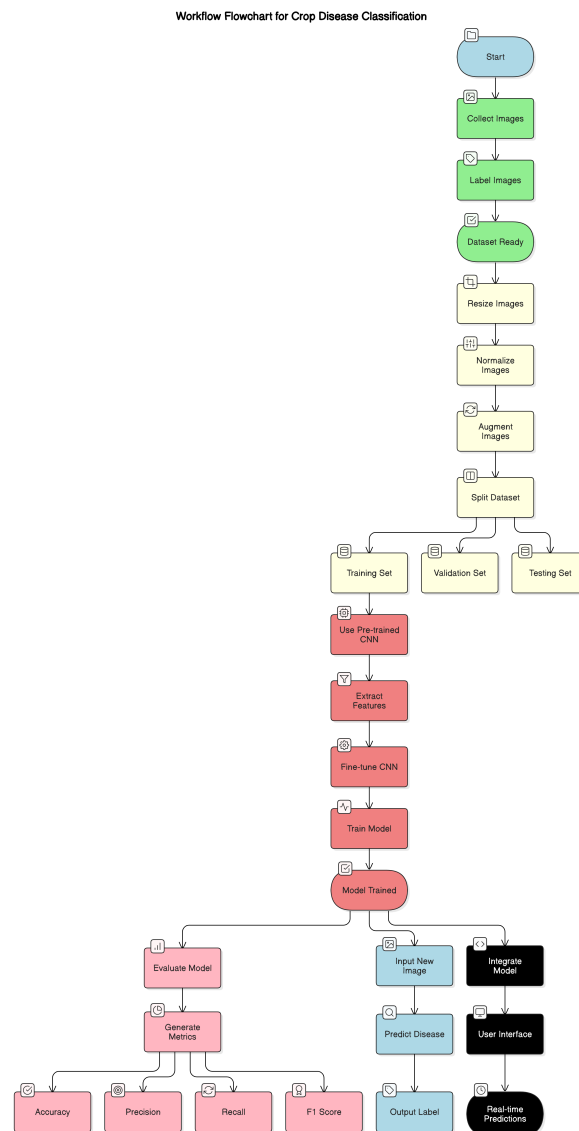 Workflow Flowchart for Crop Disease Classification
Start
Collect Images
Label Images
Dataset Ready
Resize Images
Normalize
Images
Augment
Images
Split Dataset
Training Set
Validation Set
Testing Set
Use Pre-trained
CNN
Extract
Features
Fine-tune CNN
Train Model
Model Trained
Evaluate Model
Input New
Image
Integrate
Model
Generate
Metrics
Predict Disease
User Interface
Accuracy
Precision
Recall
F1 Score
Output Label
Real-time
Predictions